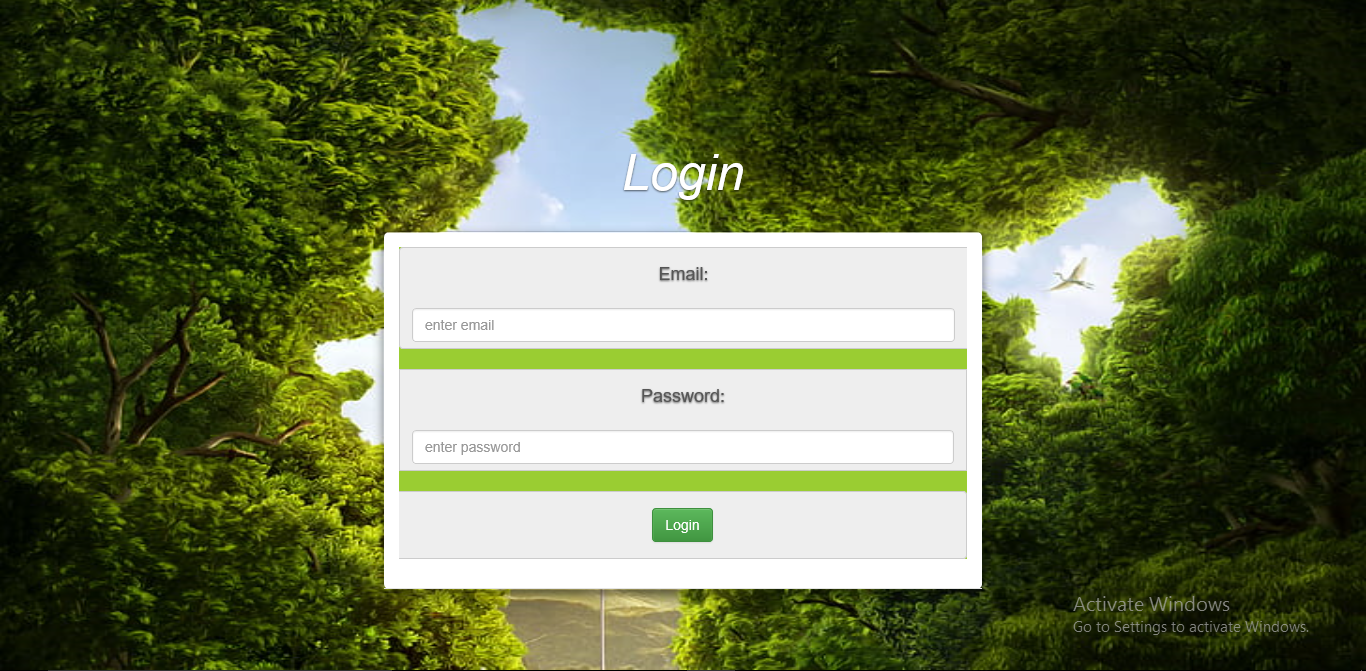 Login
Email:
enter email
Password:
enter password
Login
Activate Windows
Go to Settings to activate Windows.